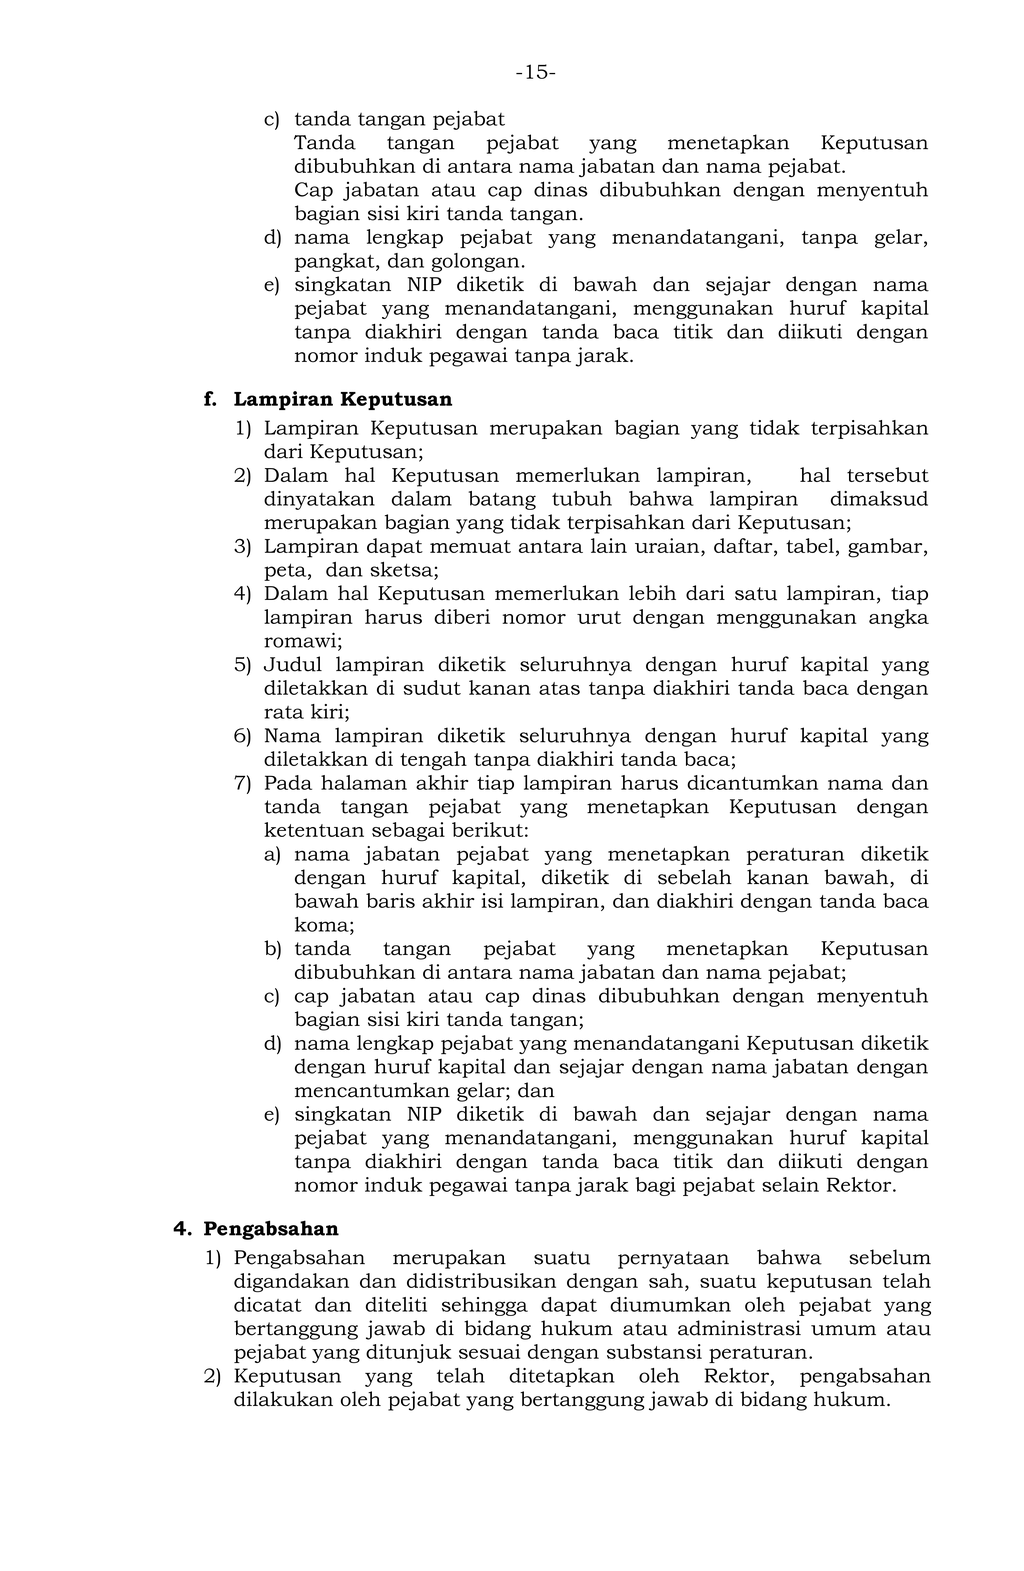 -15-
c) tanda tangan pejabat
Tanda tangan pejabat yang menetapkan Keputusan
dibubuhkan di antara nama jabatan dan nama pejabat.
Cap jabatan atau cap dinas dibubuhkan dengan menyentuh
bagian sisi kiri tanda tangan.
d) nama lengkap pejabat yang menandatangani, tanpa gelar,
pangkat, dan golongan.
e) singkatan NIP diketik di bawah dan sejajar dengan nama
pejabat yang menandatangani, menggunakan huruf kapital
tanpa diakhiri dengan tanda baca titik dan diikuti dengan
nomor induk pegawai tanpa jarak.
f. Lampiran Keputusan
1) Lampiran Keputusan merupakan bagian yang tidak terpisahkan
dari Keputusan;
2) Dalam hal Keputusan memerlukan lampiran, hal tersebut
dinyatakan dalam batang tubuh bahwa lampiran dimaksud
merupakan bagian yang tidak terpisahkan dari Keputusan;
3) Lampiran dapat memuat antara lain uraian, daftar, tabel, gambar,
peta, dan sketsa;
4) Dalam hal Keputusan memerlukan lebih dari satu lampiran, tiap
lampiran harus diberi nomor urut dengan menggunakan angka
romawi;
5) Judul lampiran diketik seluruhnya dengan huruf kapital yang
diletakkan di sudut kanan atas tanpa diakhiri tanda baca dengan
rata kiri;
6) Nama lampiran diketik seluruhnya dengan huruf kapital yang
diletakkan di tengah tanpa diakhiri tanda baca;
7) Pada halaman akhir tiap lampiran harus dicantumkan nama dan
tanda tangan pejabat yang menetapkan Keputusan dengan
ketentuan sebagai berikut:
a) nama jabatan pejabat yang menetapkan peraturan diketik
dengan huruf kapital, diketik di sebelah kanan bawah, di
bawah baris akhir isi lampiran, dan diakhiri dengan tanda baca
koma;
b) tanda tangan pejabat yang menetapkan Keputusan
dibubuhkan di antara nama jabatan dan nama pejabat;
c) cap jabatan atau cap dinas dibubuhkan dengan menyentuh
bagian sisi kiri tanda tangan;
d) nama lengkap pejabat yang menandatangani Keputusan diketik
dengan huruf kapital dan sejajar dengan nama jabatan dengan
mencantumkan gelar; dan
e) singkatan NIP diketik di bawah dan sejajar dengan nama
pejabat yang menandatangani, menggunakan huruf kapital
tanpa diakhiri dengan tanda baca titik dan diikuti dengan
nomor induk pegawai tanpa jarak bagi pejabat selain Rektor.
4. Pengabsahan
1) Pengabsahan merupakan suatu pernyataan bahwa sebelum
digandakan dan didistribusikan dengan sah, suatu keputusan telah
dicatat dan diteliti sehingga dapat diumumkan oleh pejabat yang
bertanggung jawab di bidang hukum atau administrasi umum atau
pejabat yang ditunjuk sesuai dengan substansi peraturan.
2) Keputusan yang telah ditetapkan oleh Rektor, pengabsahan
dilakukan oleh pejabat yang bertanggung jawab di bidang hukum.